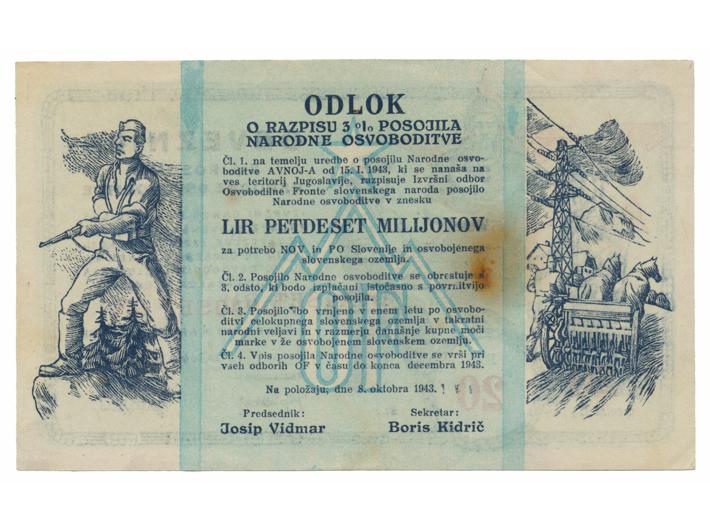 ODLOK
O RAZPISU 3% POSOJILA
NARODNE OSVOBODITVE
Čl. 1. na temelju uredbe o posojilu Narodne osvo-
boditve AVNOJ-A od 15. I. 1943, ki se nanaša na
ves teritorij Jugoslavije, razpisuje Izvršni odbor
Osvobodilne Fronte slovenskega naroda posojilo
Narodne osvoboditve v znesku
LIR PETDESET MILIJONOV
za potrebo NOV in PO Slovenije in osvobojenega
slovenskega ozemlja.
Čl. 2. Posojilo Narodne osvoboditve se obrestuje s
3. odsto, ki bodo izplačani istočasno s povrnitvijo
posojila.
Čl. 3. Posojilo bo vrnjeno v enem letu po osvobo-
ditvi celokupnega slovenskega ozemlja v takratni
narodni veljavi in v razmerju današnje kupne moči
marke v že osvobojenem slovenskem ozemlju.
Čl. 4. Vpis posojila Narodne osvoboditve se vrši pri
vseh odborih OF v času do konca decembra 1943.
Na položaju, dne 8. oktobra 1943.
Predsednik: Sekretar:
Josip Vidmar Boris Kidrič
OF
20